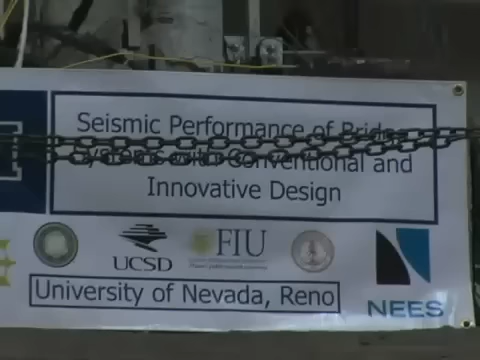 Seismic Performance of Bridge
Systems with Conventional and
Innovative Design
UCSD
FIU
University of Nevada, Reno
NEES